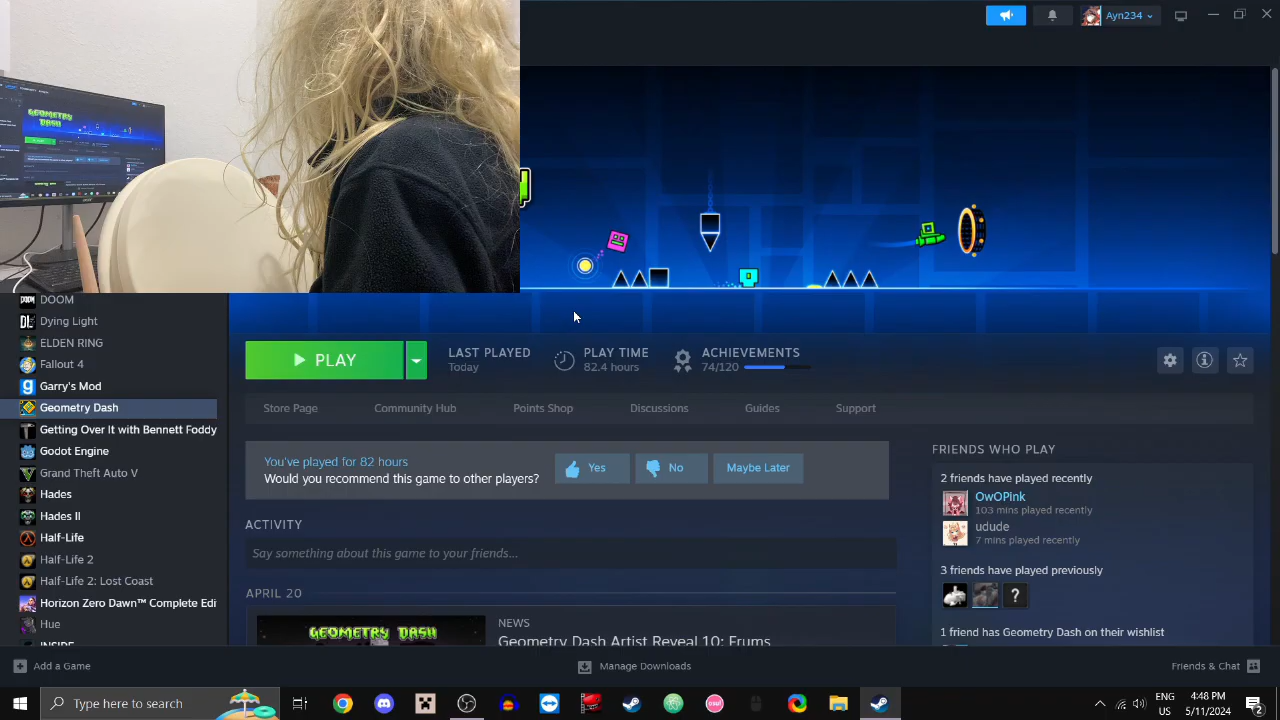 Ayn234
DOOM
Dying Light
ELDEN RING
Fallout 4
Garry's Mod
Geometry Dash
Getting Over It with Bennett Foddy
Godot Engine
Grand Theft Auto V
Hades
Hades II
Half-Life
Half-Life 2
Half-Life 2: Lost Coast
Horizon Zero Dawn™ Complete Edi
Hue
INSIDE
PLAY
LAST PLAYED
Today
PLAY TIME
82.4 hours
ACHIEVEMENTS
74/120
Store Page
Community Hub
Points Shop
Discussions
Guides
Support
You've played for 82 hours
Would you recommend this game to other players?
Yes
No
Maybe Later
ACTIVITY
Say something about this game to your friends...
APRIL 20
GEOMETRY DASH
NEWS
Geometry Dash Artist Reveal 10: Frums
FRIENDS WHO PLAY
2 friends have played recently
OwOPink
103 mins played recently
udude
7 mins played recently
3 friends have played previously
?
1 friend has Geometry Dash on their wishlist
Add a Game
Manage Downloads
Friends & Chat
Type here to search
osu!
ENG
US
4:48 PM
5/11/2024
2
GEOMETRY
DASH